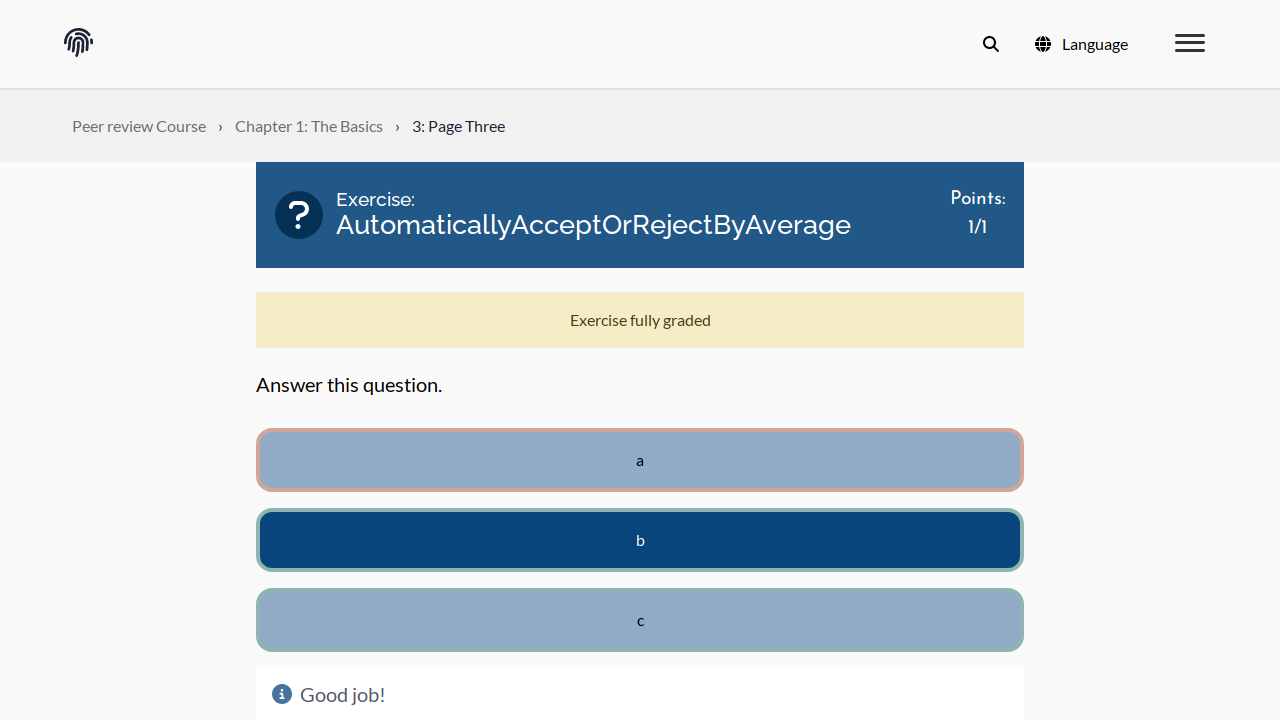 Language
Peer review Course › Chapter 1: The Basics › 3: Page Three
Exercise:
AutomaticallyAcceptOrRejectByAverage
Points:
1/1
Exercise fully graded
Answer this question.
a
b
c
Good job!